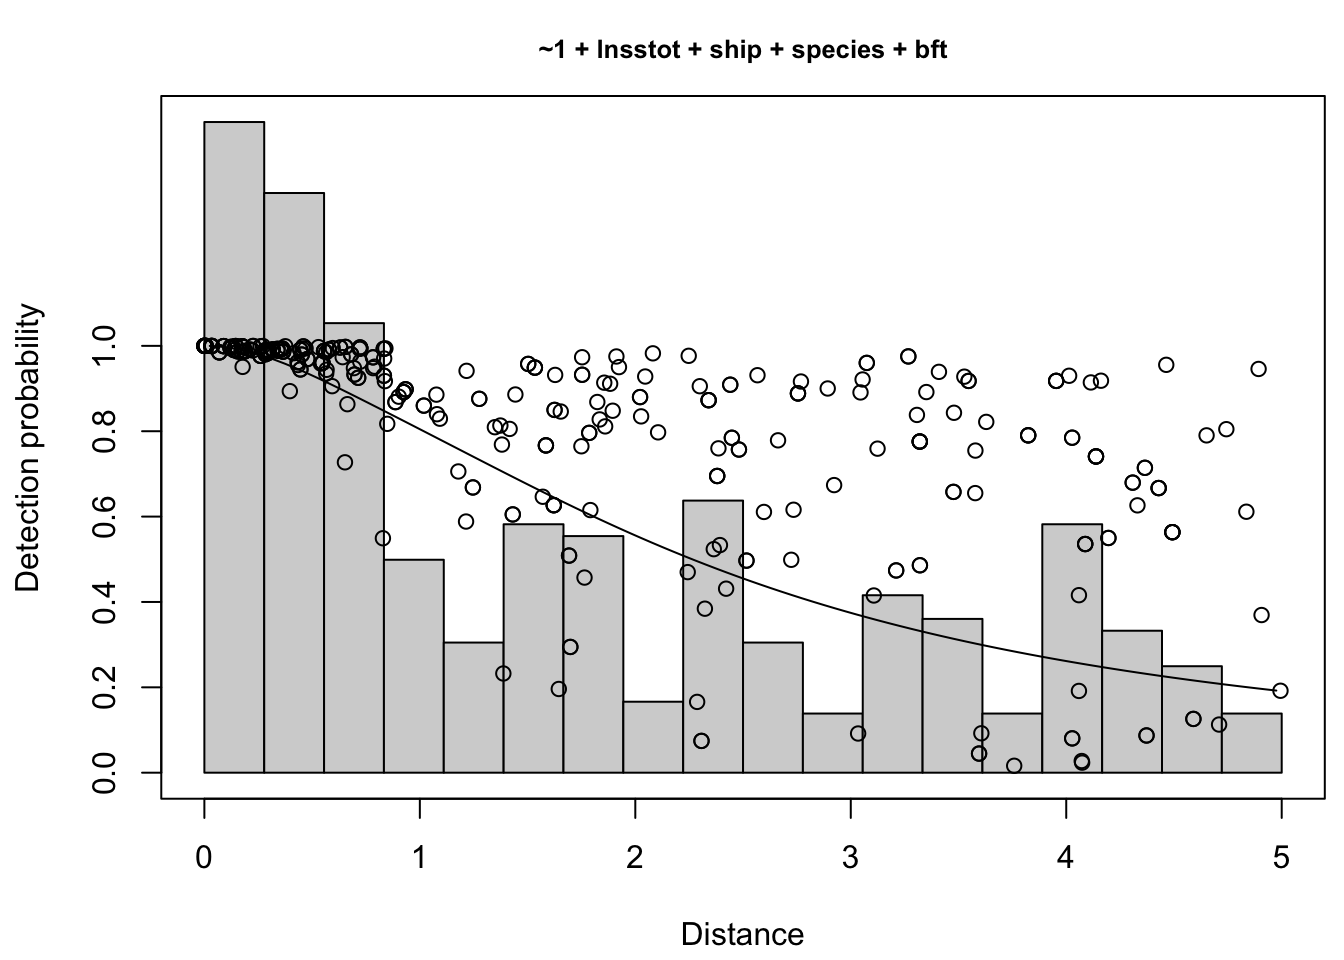 ~1 + lnsstot + ship + species + bft
Detection probability
1.0
0.8
0.6
0.4
0.2
0.0
0 1 2 3 4 5
Distance